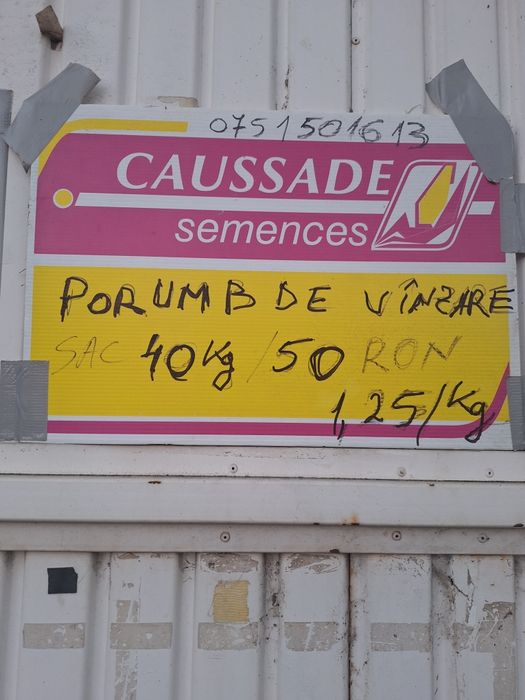 0751501613
CAUSSADE
semences
PORUMB DE VÎNZARE
SAC 40Kg/50 RON
1,25/Kg